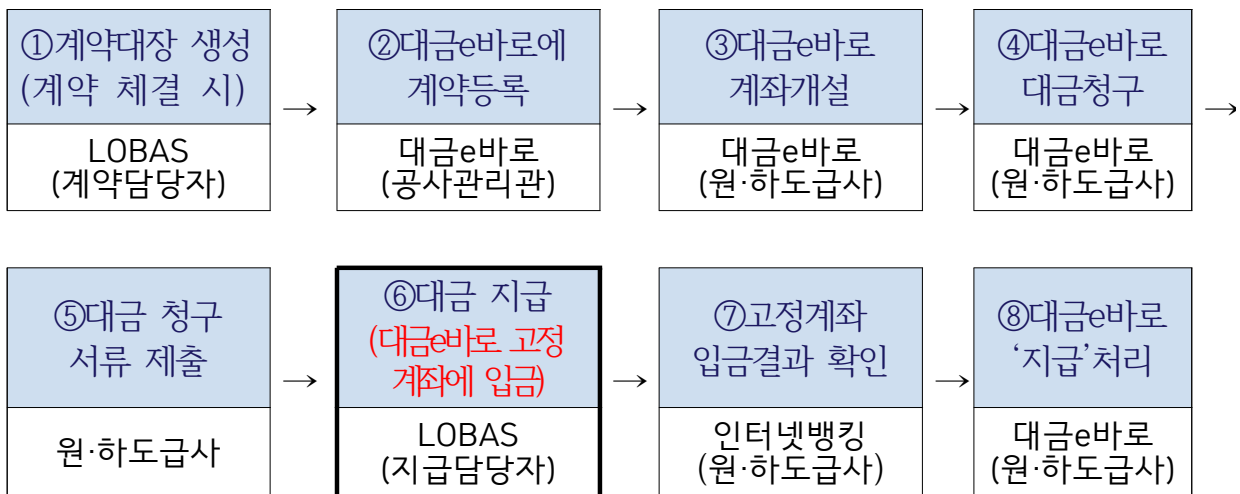 ①계약대장 생성
(계약 체결 시)
LOBAS
(계약담당자)
→
②대금e바로에
계약등록
대금e바로
(공사관리관)
→
③대금e바로
계좌개설
대금e바로
(원·하도급사)
→
④대금e바로
대금청구
대금e바로
(원·하도급사)
→
⑤대금 청구
서류 제출
원·하도급사
→
⑥대금 지급
(대금e바로 고정
계좌에 입금)
LOBAS
(지급담당자)
→
⑦고정계좌
입금결과 확인
인터넷뱅킹
(원·하도급사)
→
⑧대금e바로
‘지급’처리
대금e바로
(원·하도급사)